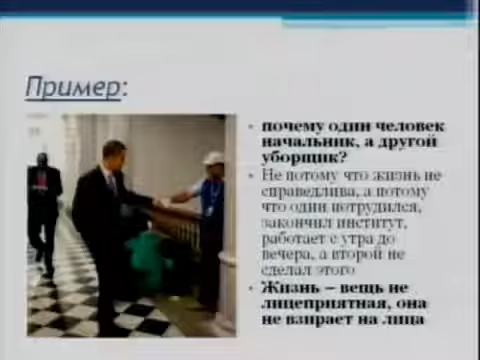 Пример:
почему один человек
начальник, а другой
уборщик?
Не потому что жизнь не
справедлива, а потому
что один потрудился,
закончил институт,
работает с утра до
вечера, а второй не
сделал этого
Жизнь – вещь не
лицеприятная, она
не взирает на лица